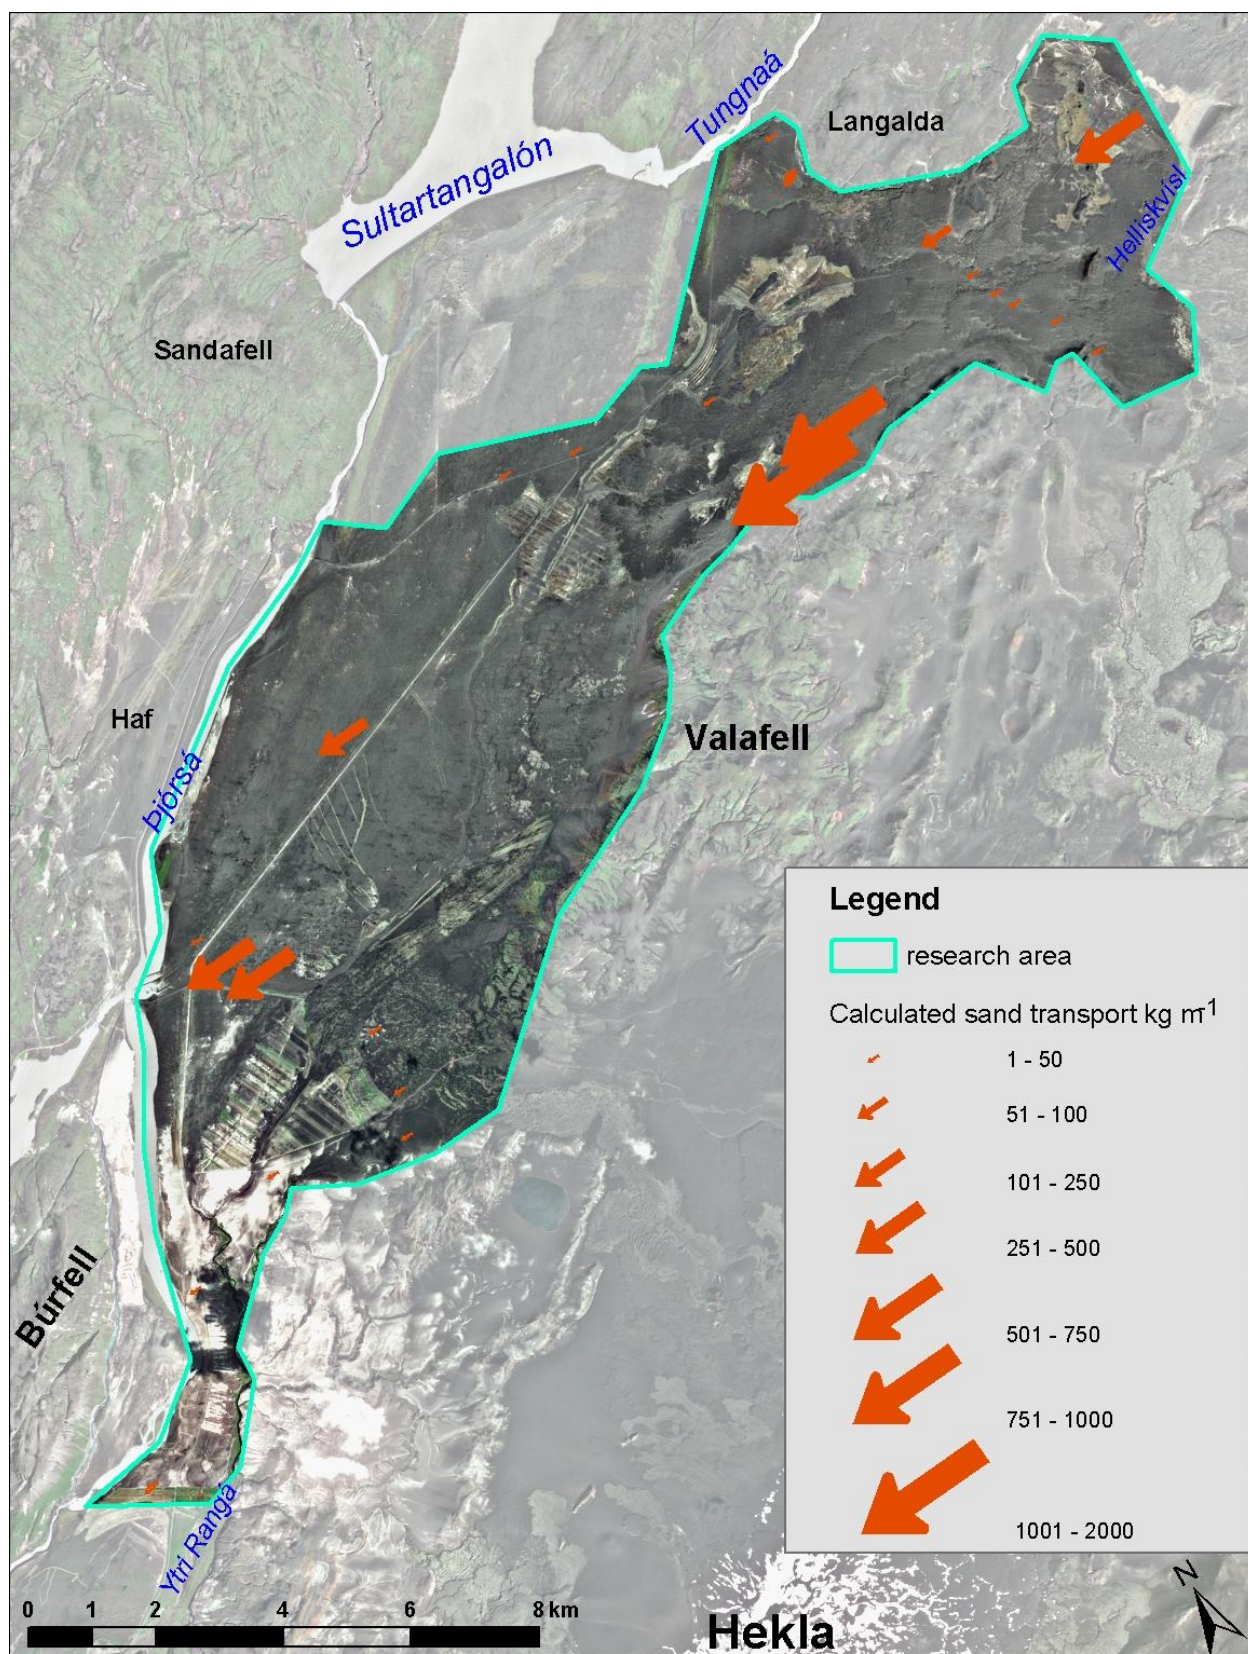 Tungnaá
Langalda
Sultartangalón
Helliskvísl
Sandafell
Haf
Þjórsá
Valafell
Búrfell
Ytri Rangá
Hekla
Legend
research area
Calculated sand transport kg m-1
1 - 50
51 - 100
101 - 250
251 - 500
501 - 750
751 - 1000
1001 - 2000
N
0 1 2 4 6 8 km